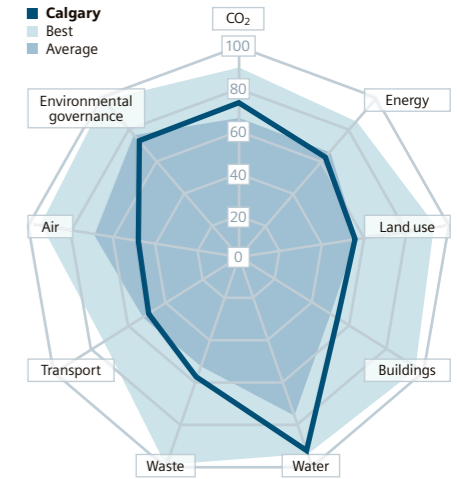 Calgary
Best
Average
CO₂
100
80
60
40
20
0
Energy
Land use
Buildings
Water
Waste
Transport
Air
Environmental
governance